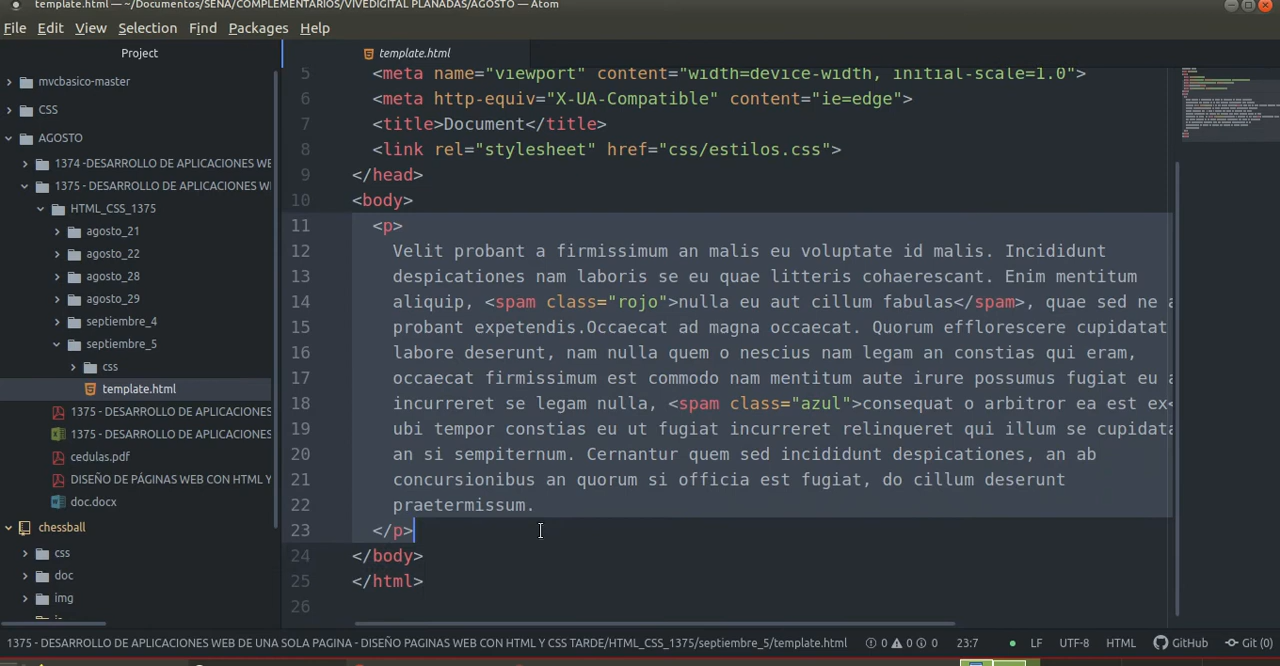 template.html — ~/Documentos/SENA/COMPLEMENTARIOS/VIVEDIGITAL PLANADAS/AGOSTO — Atom
File Edit View Selection Find Packages Help
Project
mvcbasico-master
CSS
AGOSTO
1374 -DESARROLLO DE APLICACIONES WE
1375 - DESARROLLO DE APLICACIONES W
HTML_CSS_1375
agosto_21
agosto_22
agosto_28
agosto_29
septiembre_4
septiembre_5
css
template.html
1375 - DESARROLLO DE APLICACIONES
1375 - DESARROLLO DE APLICACIONES
cedulas.pdf
DISEÑO DE PÁGINAS WEB CON HTML Y
doc.docx
chessball
css
doc
img
template.html
5 <meta name="viewport" content="width=device-width, initial-scale=1.0">
6 <meta http-equiv="X-UA-Compatible" content="ie=edge">
7 <title>Document</title>
8 <link rel="stylesheet" href="css/estilos.css">
9 </head>
10 <body>
11 <p>
12 Velit probant a firmissimum an malis eu voluptate id malis. Incididunt
13 despicationes nam laboris se eu quae litteris cohaerescant. Enim mentitum
14 aliquip, <spam class="rojo">nulla eu aut cillum fabulas</spam>, quae sed ne a
15 probant expetendis.Occaecat ad magna occaecat. Quorum efflorescere cupidatat
16 labore deserunt, nam nulla quem o nescius nam legam an constias qui eram,
17 occaecat firmissimum est commodo nam mentitum aute irure possumus fugiat eu a
18 incurreret se legam nulla, <spam class="azul">consequat o arbitror ea est ex<
19 ubi tempor constias eu ut fugiat incurreret relinqueret qui illum se cupidata
20 an si sempiternum. Cernantur quem sed incididunt despicationes, an ab
21 concursionibus an quorum si officia est fugiat, do cillum deserunt
22 praetermissum.
23 </p>
24 </body>
25 </html>
26
1375 - DESARROLLO DE APLICACIONES WEB DE UNA SOLA PAGINA - DISEÑO PAGINAS WEB CON HTML Y CSS TARDE/HTML_CSS_1375/septiembre_5/template.html 0 0 0 23:7 LF UTF-8 HTML GitHub Git (0)